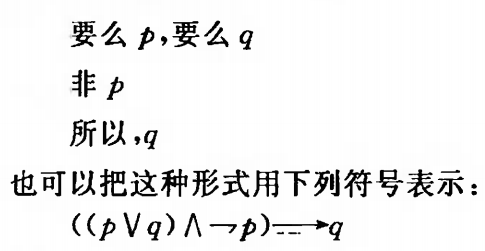 要么 p,要么 q
非 p
所以,q
也可以把这种形式用下列符号表示：
((p∨q)∧→p)⟶q